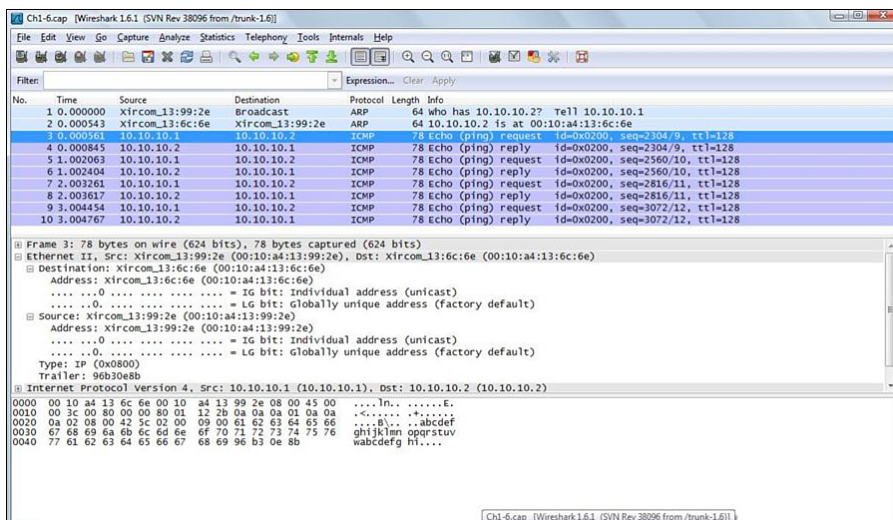 Ch1-6.cap [Wireshark 1.6.1 (SVN Rev 38096 from /trunk-1.6)]
File Edit View Go Capture Analyze Statistics Telephony Tools Internals Help
Filter: Expression... Clear Apply
No. Time Source Destination Protocol Length Info
1 0.000000 Xircom_13:99:2e Broadcast ARP 64 Who has 10.10.10.2? Tell 10.10.10.1
2 0.000543 Xircom_13:6c:6e Xircom_13:99:2e ARP 64 10.10.10.2 is at 00:10:a4:13:6c:6e
3 0.000561 10.10.10.1 10.10.10.2 ICMP 78 Echo (ping) request id=0x0200, seq=2304/9, ttl=128
4 0.000845 10.10.10.2 10.10.10.1 ICMP 78 Echo (ping) reply id=0x0200, seq=2304/9, ttl=128
5 1.002063 10.10.10.1 10.10.10.2 ICMP 78 Echo (ping) request id=0x0200, seq=2560/10, ttl=128
6 1.002404 10.10.10.2 10.10.10.1 ICMP 78 Echo (ping) reply id=0x0200, seq=2560/10, ttl=128
7 2.003261 10.10.10.1 10.10.10.2 ICMP 78 Echo (ping) request id=0x0200, seq=2816/11, ttl=128
8 2.003617 10.10.10.2 10.10.10.1 ICMP 78 Echo (ping) reply id=0x0200, seq=2816/11, ttl=128
9 3.004454 10.10.10.1 10.10.10.2 ICMP 78 Echo (ping) request id=0x0200, seq=3072/12, ttl=128
10 3.004767 10.10.10.2 10.10.10.1 ICMP 78 Echo (ping) reply id=0x0200, seq=3072/12, ttl=128
Frame 3: 78 bytes on wire (624 bits), 78 bytes captured (624 bits)
Ethernet II, Src: Xircom_13:99:2e (00:10:a4:13:99:2e), Dst: Xircom_13:6c:6e (00:10:a4:13:6c:6e)
Destination: Xircom_13:6c:6e (00:10:a4:13:6c:6e)
Address: Xircom_13:6c:6e (00:10:a4:13:6c:6e)
.... ...0 .... .... .... .... = IG bit: Individual address (unicast)
.... ..0. .... .... .... .... = LG bit: Globally unique address (factory default)
Source: Xircom_13:99:2e (00:10:a4:13:99:2e)
Address: Xircom_13:99:2e (00:10:a4:13:99:2e)
.... ...0 .... .... .... .... = IG bit: Individual address (unicast)
.... ..0. .... .... .... .... = LG bit: Globally unique address (factory default)
Type: IP (0x0800)
Trailer: 96b30e8b
Internet Protocol Version 4, Src: 10.10.10.1 (10.10.10.1), Dst: 10.10.10.2 (10.10.10.2)
0000 00 10 a4 13 6c 6e 00 10 a4 13 99 2e 08 00 45 00 ....ln.. ......E.
0010 00 3c 00 80 00 00 80 01 12 2b 0a 0a 0a 01 0a 0a .<...... .+......
0020 0a 02 08 00 42 5c 02 00 09 00 61 62 63 64 65 66 ....B\.. ..abcdef
0030 67 68 69 6a 6b 6c 6d 6e 6f 70 71 72 73 74 75 76 ghijklmn opqrstuv
0040 77 61 62 63 64 65 66 67 68 69 96 b3 0e 8b wabcdefg hi....
Ch1-6.cap [Wireshark 1.6.1 (SVN Rev 38096 from /trunk-1.6)]